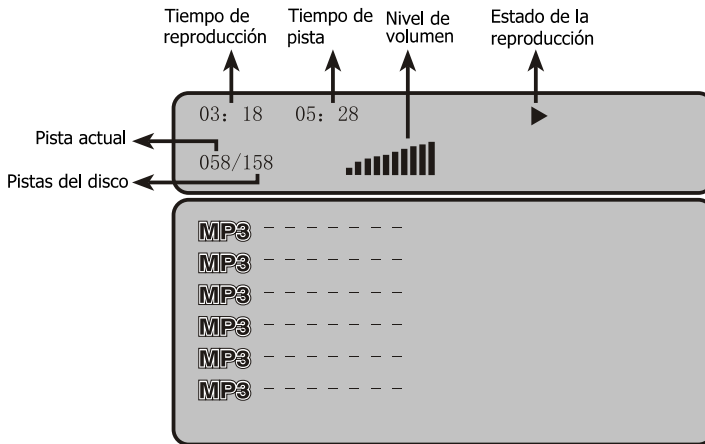 Tiempo de reproducción
Tiempo de pista
Nivel de volumen
Estado de la reproducción
03: 18
05: 28
Pista actual
058/158
Pistas del disco
MP3 - - - - - - -
MP3 - - - - - - -
MP3 - - - - - - -
MP3 - - - - - - -
MP3 - - - - - - -
MP3 - - - - - - -